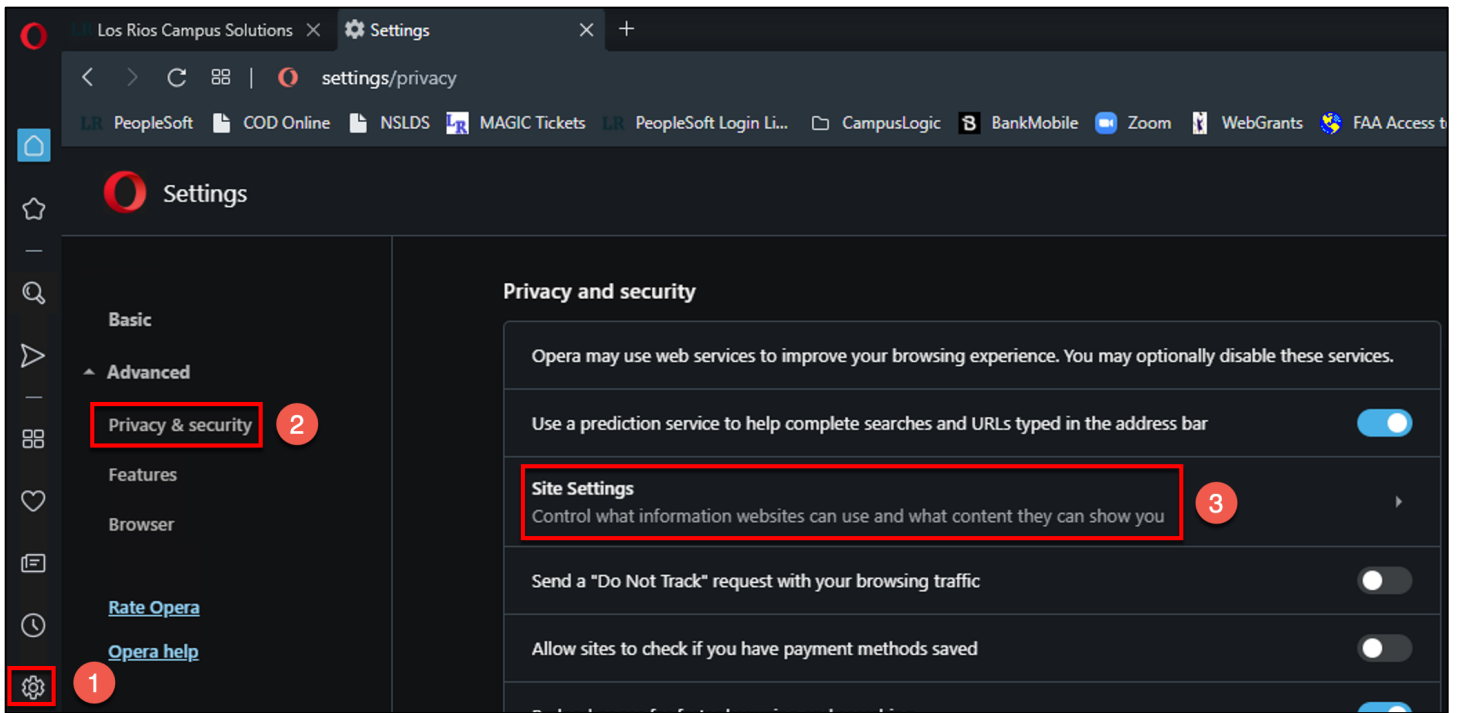 Los Rios Campus Solutions
Settings
settings/privacy
LR PeopleSoft COD Online NSLDS LR MAGIC Tickets LR PeopleSoft Login Li... CampusLogic B BankMobile Zoom WebGrants FAA Access t
Settings
Basic
Advanced
Privacy & security
2
Features
Browser
Rate Opera
Opera help
1
Privacy and security
Opera may use web services to improve your browsing experience. You may optionally disable these services.
Use a prediction service to help complete searches and URLs typed in the address bar
Site Settings
Control what information websites can use and what content they can show you
3
Send a "Do Not Track" request with your browsing traffic
Allow sites to check if you have payment methods saved